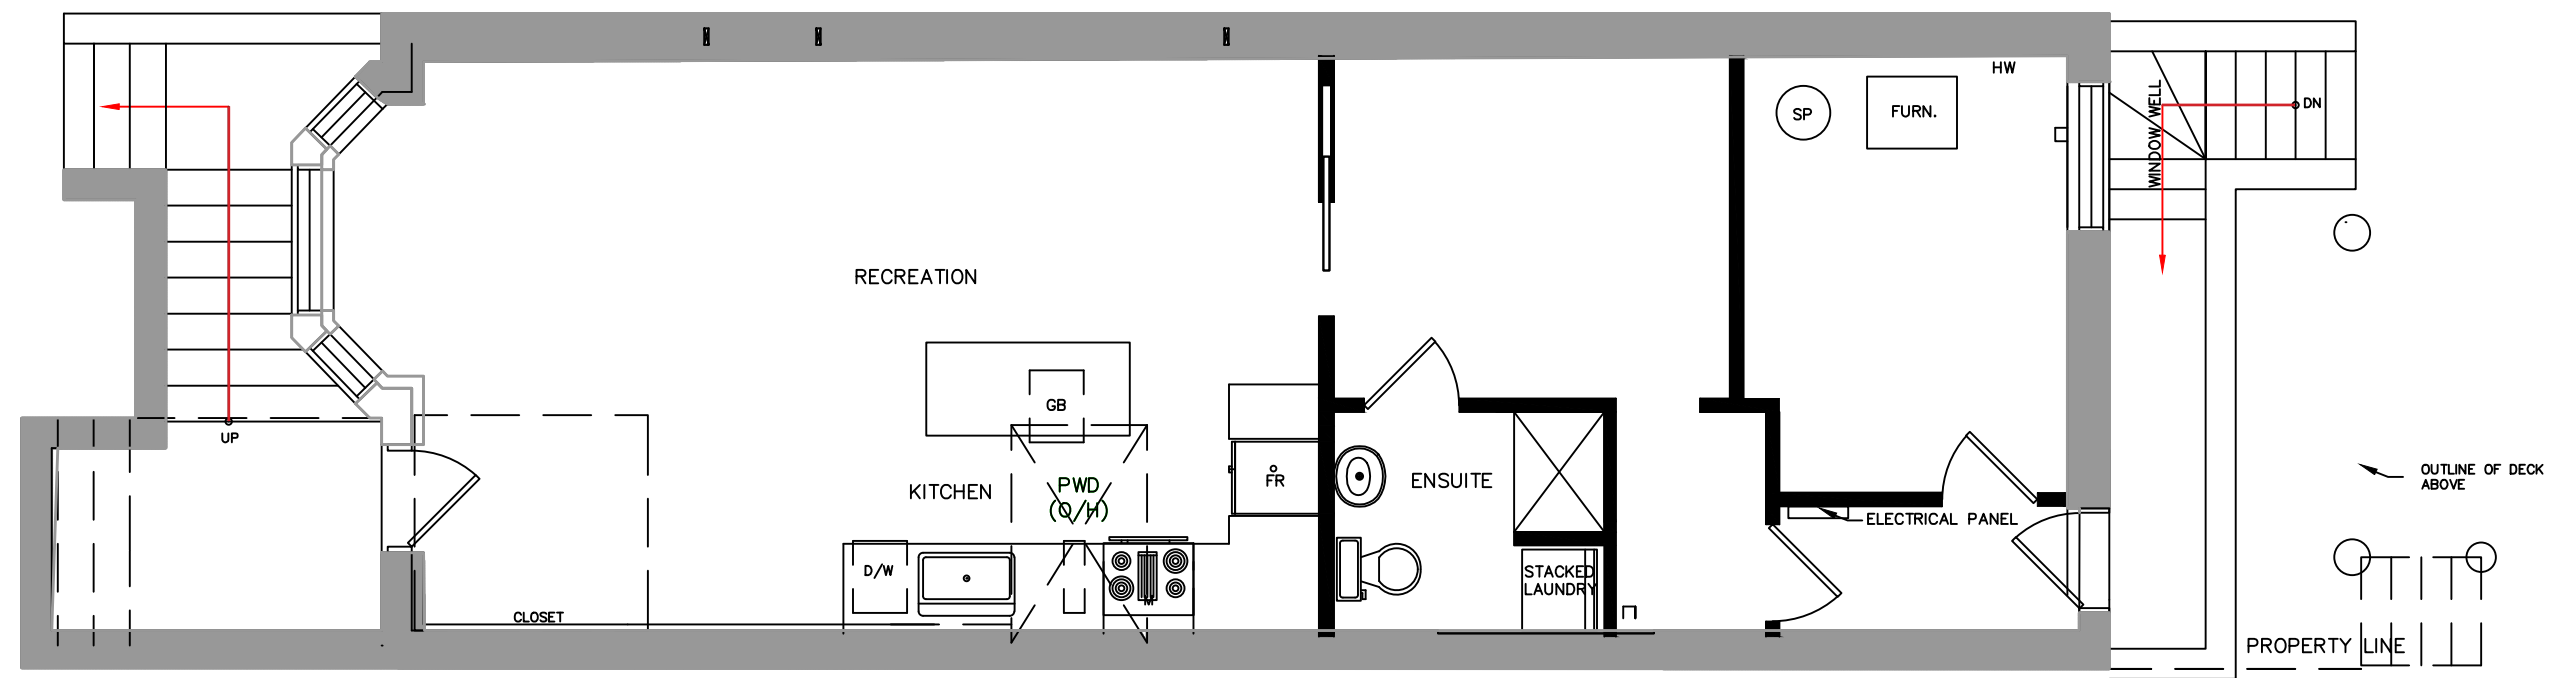 HW
FURN.
SP
WINDOW WELL
DN
RECREATION
GB
UP
OUTLINE OF DECK
ABOVE
FR
ENSUITE
KITCHEN
PWD
(O/H)
ELECTRICAL PANEL
D/W
STACKED
LAUNDRY
M
CLOSET
PROPERTY LINE